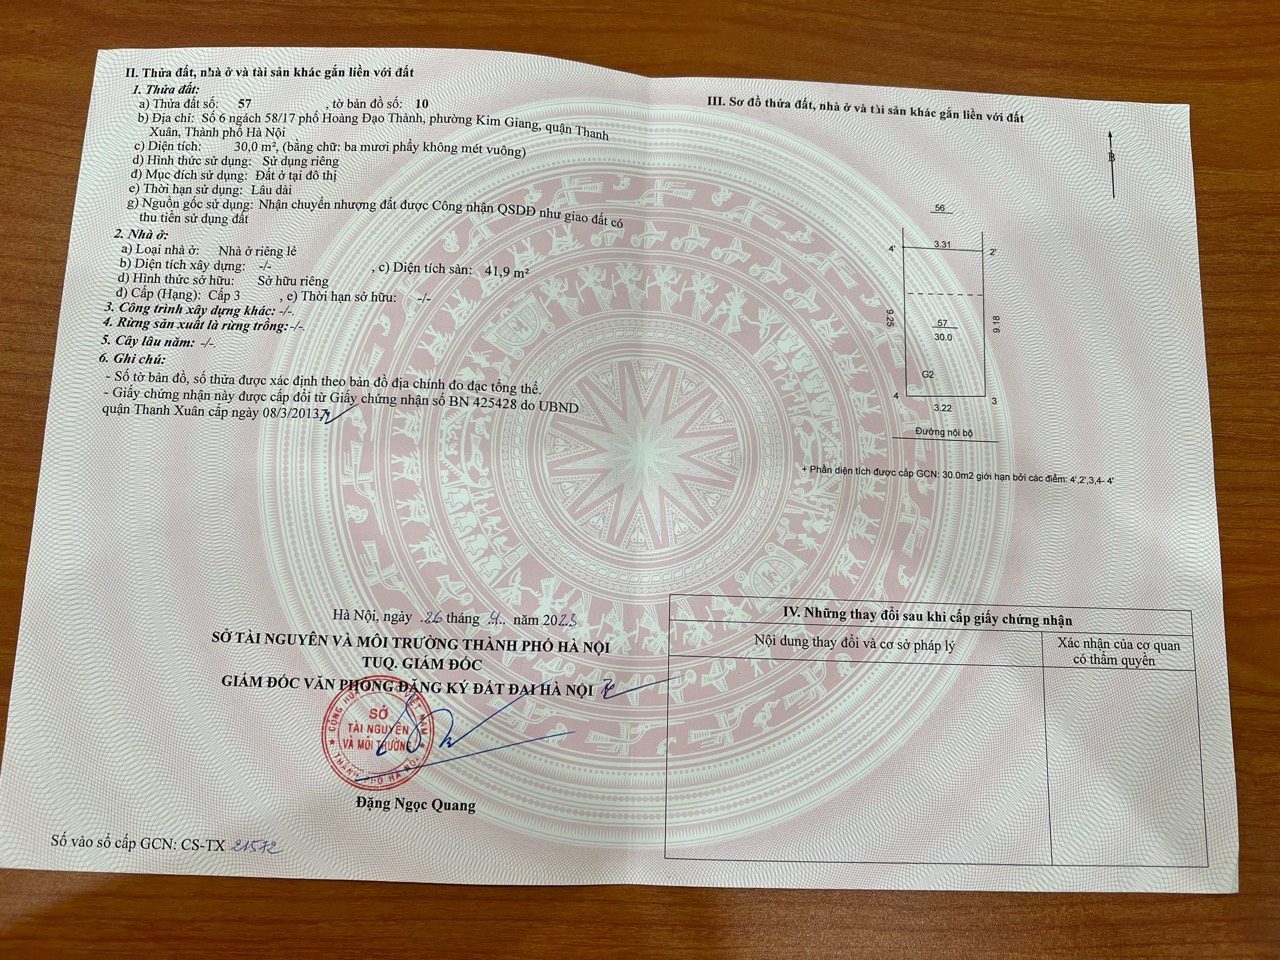 II. Thửa đất, nhà ở và tài sản khác gắn liền với đất
1. Thửa đất:
a) Thửa đất số: 57 , tờ bản đồ số: 10
b) Địa chỉ: Số 6 ngách 58/17 phố Hoàng Đạo Thành, phường Kim Giang, quận Thanh
Xuân, Thành phố Hà Nội
c) Diện tích: 30,0 m², (bằng chữ: ba mươi phẩy không mét vuông)
d) Hình thức sử dụng: Sử dụng riêng
đ) Mục đích sử dụng: Đất ở tại đô thị
e) Thời hạn sử dụng: Lâu dài
g) Nguồn gốc sử dụng: Nhận chuyển nhượng đất được Công nhận QSDĐ như giao đất có
thu tiền sử dụng đất
2. Nhà ở:
a) Loại nhà ở: Nhà ở riêng lẻ
b) Diện tích xây dựng: -/- , c) Diện tích sàn: 41,9 m²
d) Hình thức sở hữu: Sở hữu riêng
đ) Cấp (Hạng): Cấp 3 , e) Thời hạn sở hữu: -/-
3. Công trình xây dựng khác: -/-.
4. Rừng sản xuất là rừng trồng:-/-.
5. Cây lâu năm: -/-.
6. Ghi chú:
- Số tờ bản đồ, số thửa được xác định theo bản đồ địa chính đo đạc tổng thể.
- Giấy chứng nhận này được cấp đổi từ Giấy chứng nhận số BN 425428 do UBND
quận Thanh Xuân cấp ngày 08/3/2013.
Hà Nội, ngày 26 tháng 4 năm 2023
SỞ TÀI NGUYÊN VÀ MÔI TRƯỜNG THÀNH PHỐ HÀ NỘI
TUQ. GIÁM ĐỐC
GIÁM ĐỐC VĂN PHÒNG ĐĂNG KÝ ĐẤT ĐAI HÀ NỘI
SỞ
TÀI NGUYÊN
VÀ MÔI TRƯỜNG
THÀNH PHỐ HÀ NỘI
Đặng Ngọc Quang
Số vào sổ cấp GCN: CS-TX 21572
III. Sơ đồ thửa đất, nhà ở và tài sản khác gắn liền với đất
B
56
4' 3.31 2'
9.25 57 9.18
30.0
G2
4 3.22 3
Đường nội bộ
+ Phần diện tích được cấp GCN: 30.0m2 giới hạn bởi các điểm: 4',2',3,4- 4'
IV. Những thay đổi sau khi cấp giấy chứng nhận
Nội dung thay đổi và cơ sở pháp lý
Xác nhận của cơ quan
có thẩm quyền